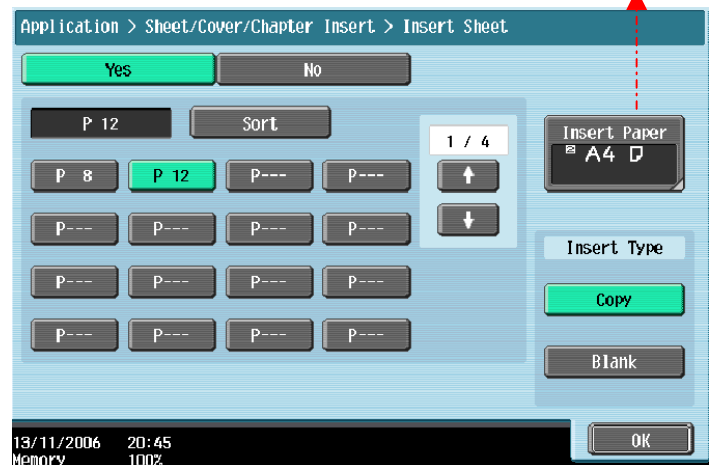 Application > Sheet/Cover/Chapter Insert > Insert Sheet
Yes No
P 12 Sort
1 / 4
Insert Paper
A4
P 8 P 12 P--- P---
P--- P--- P--- P---
Insert Type
P--- P--- P--- P---
Copy
P--- P--- P--- P---
Blank
13/11/2006 20:45
OK
Memory 100%